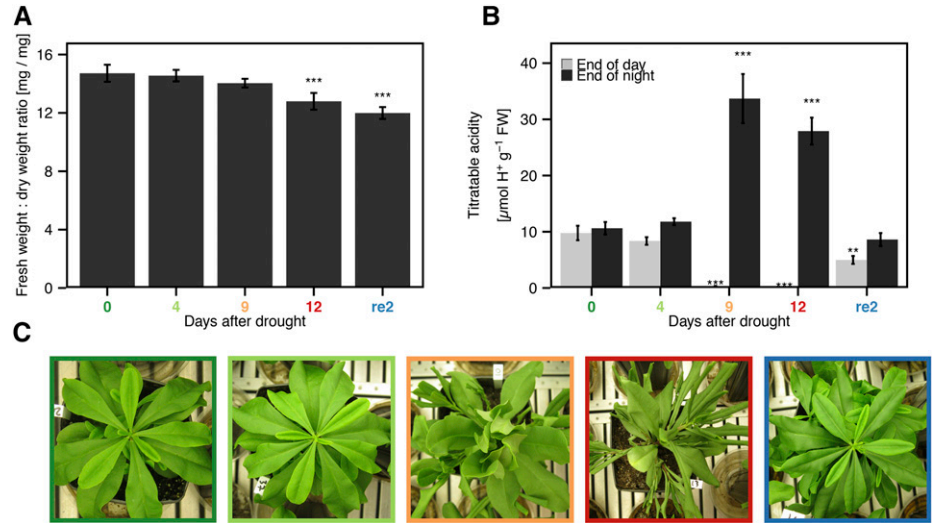 A
Fresh weight : dry weight ratio [mg / mg]
16
12
8
4
0
***
***
0 4 9 12 re2
Days after drought
B
Titratable acidity
[µmol H⁺ g⁻¹ FW]
40
30
20
10
0
End of day
End of night
***
***
***
***
**
0 4 9 12 re2
Days after drought
C